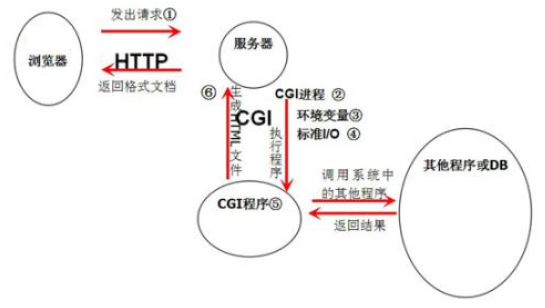 发出请求①
浏览器
HTTP
返回格式文档
服务器
⑥
生成HTML文件
CGI
执行程序
CGI进程 ②
环境变量③
标准I/O ④
CGI程序⑤
调用系统中
的其他程序
返回结果
其他程序或DB